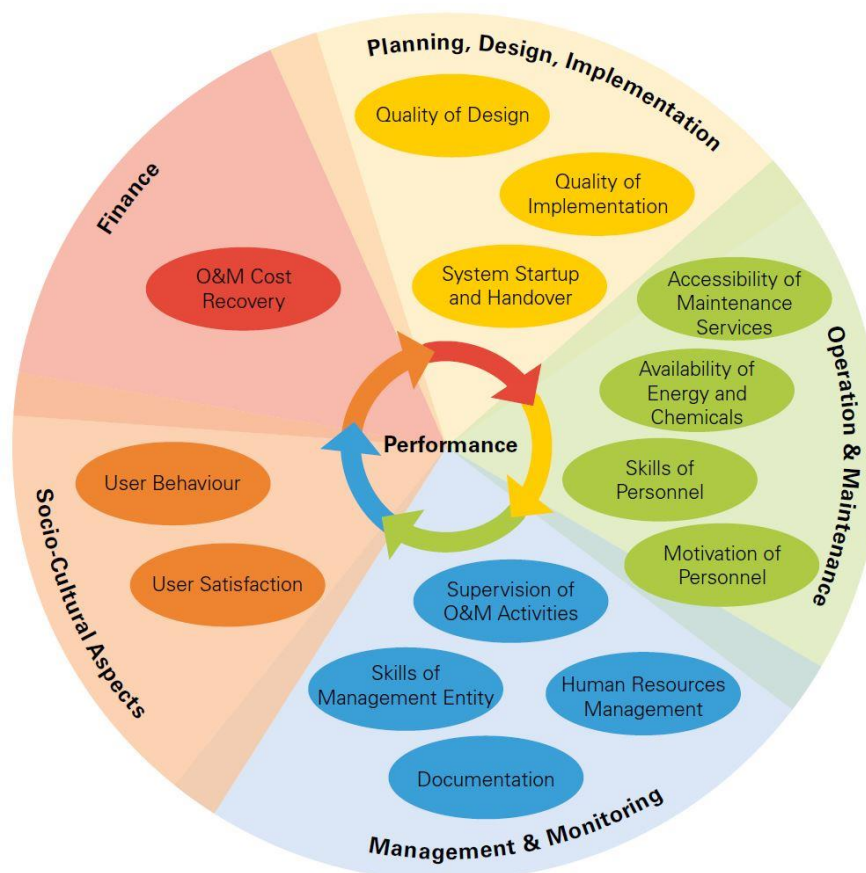 Planning, Design, Implementation
Quality of Design
Quality of
Implementation
System Startup
and Handover
Finance
O&M Cost
Recovery
Accessibility of
Maintenance
Services
Availability of
Energy and
Chemicals
Skills of
Personnel
Motivation of
Personnel
Operation & Maintenance
Performance
User Behaviour
User Satisfaction
Socio-Cultural Aspects
Supervision of
O&M Activities
Skills of
Management Entity
Human Resources
Management
Documentation
Management & Monitoring